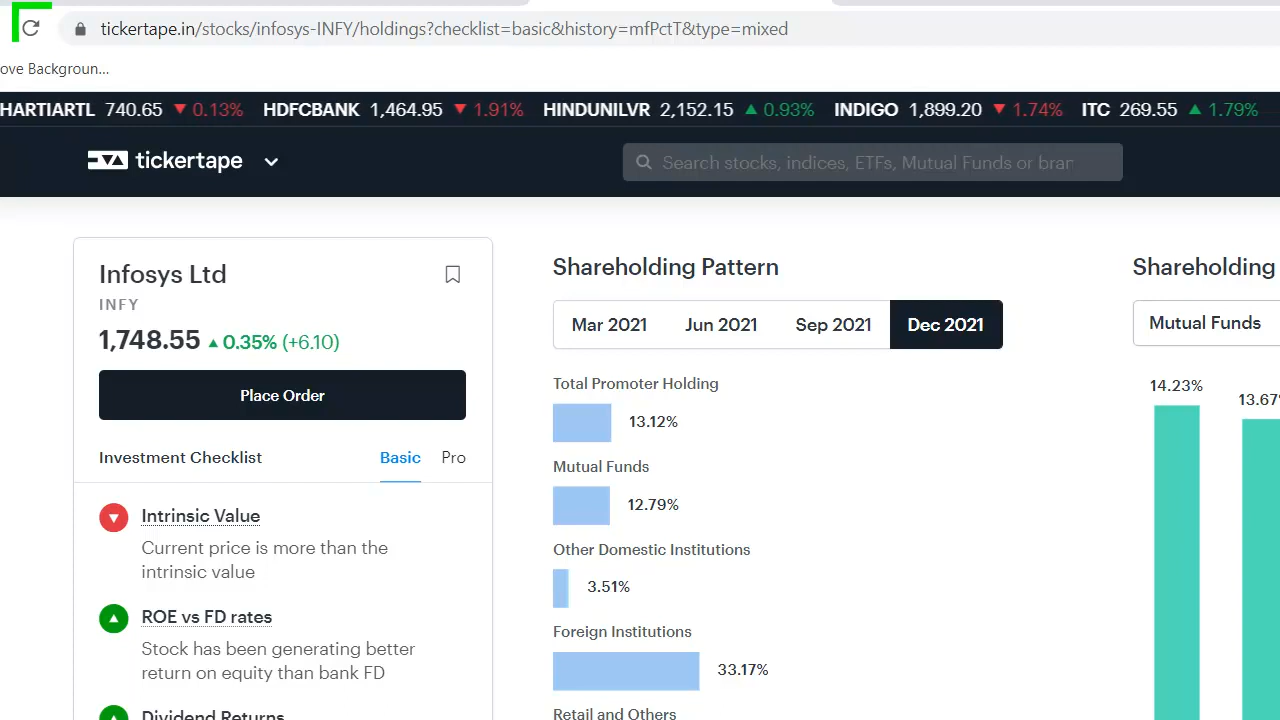 tickertape.in/stocks/infosys-INFY/holdings?checklist=basic&history=mfPctT&type=mixed
ove Backgroun...
HARTIARTL 740.65 ▼ 0.13% HDFCBANK 1,464.95 ▼ 1.91% HINDUNILVR 2,152.15 ▲ 0.93% INDIGO 1,899.20 ▼ 1.74% ITC 269.55 ▲ 1.79%
tickertape
Search stocks, indices, ETFs, Mutual Funds or brar
Infosys Ltd
INFY
1,748.55 ▲ 0.35% (+6.10)
Place Order
Investment Checklist Basic Pro
Intrinsic Value
Current price is more than the
intrinsic value
ROE vs FD rates
Stock has been generating better
return on equity than bank FD
Dividend Returns
Shareholding Pattern
Mar 2021 Jun 2021 Sep 2021 Dec 2021
Total Promoter Holding
13.12%
Mutual Funds
12.79%
Other Domestic Institutions
3.51%
Foreign Institutions
33.17%
Retail and Others
Shareholding
Mutual Funds
14.23%
13.67